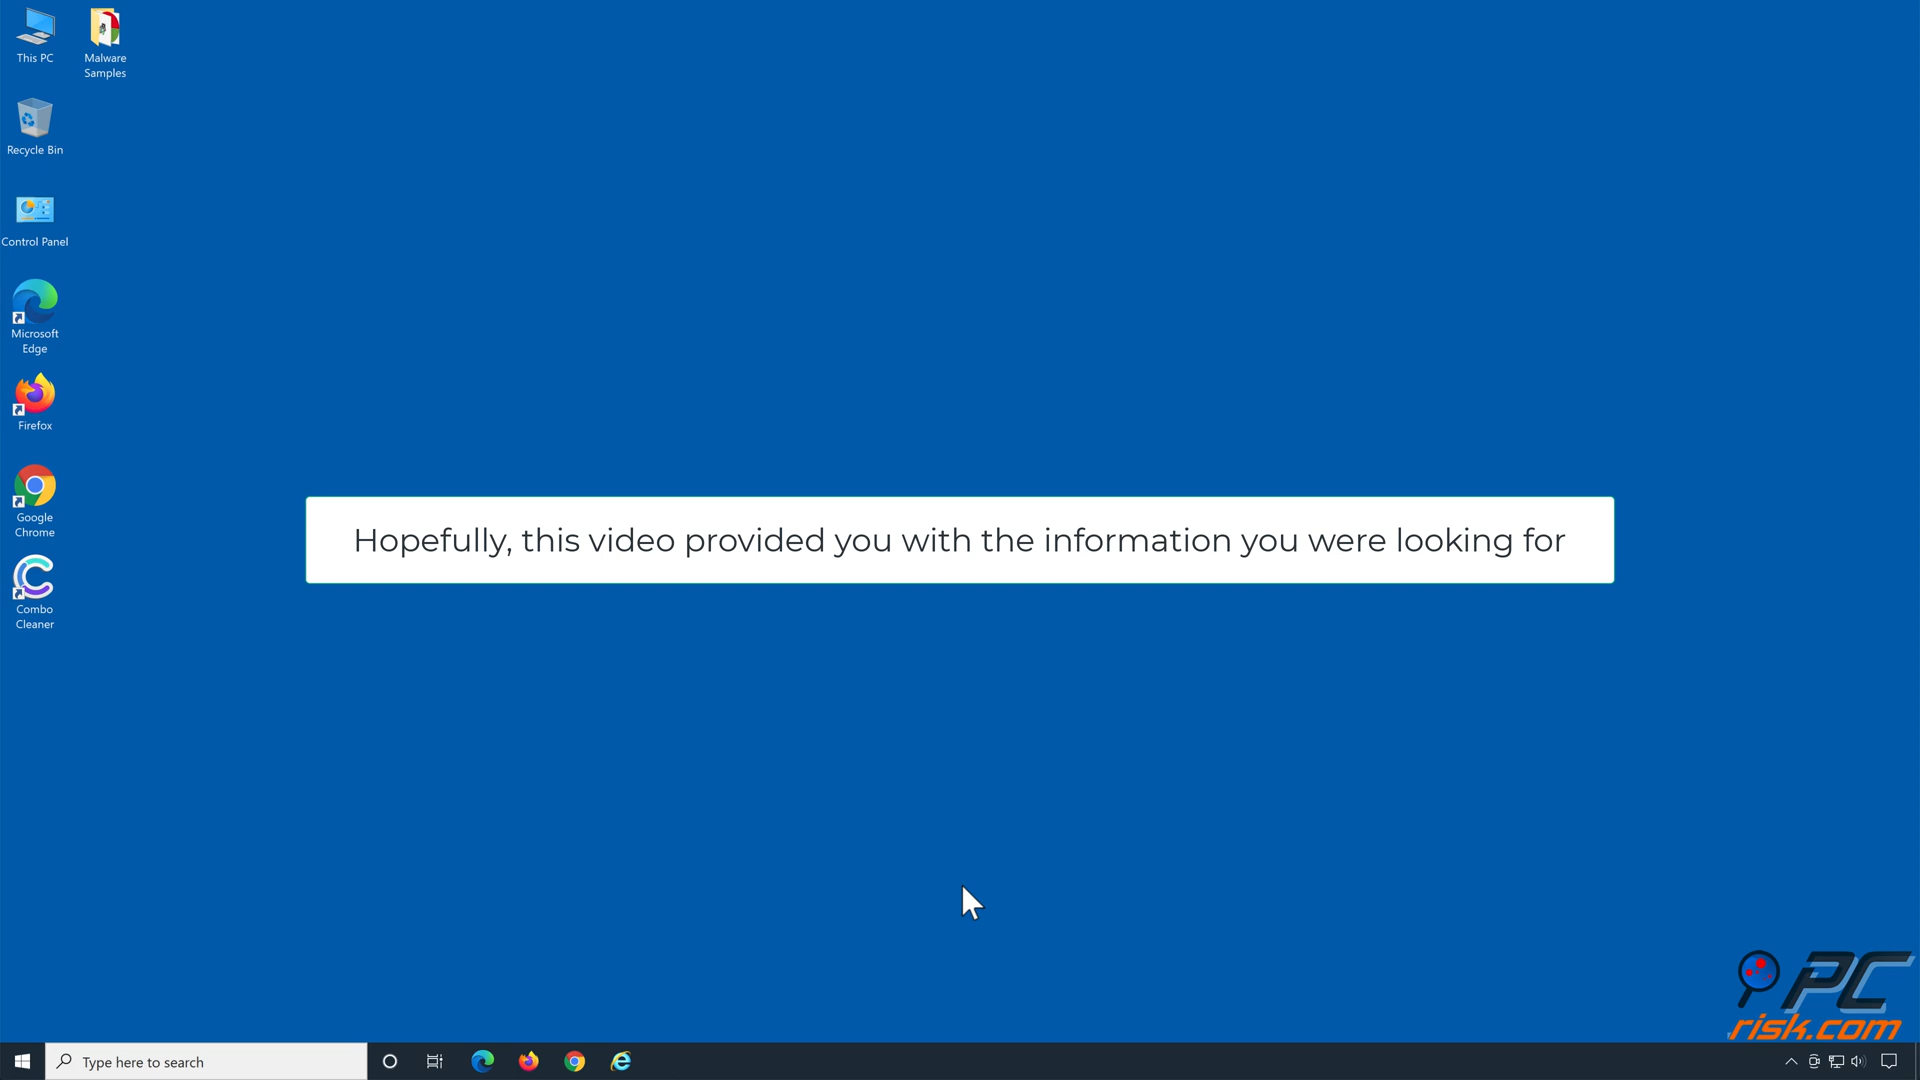 This PC
Malware
Samples
Recycle Bin
Control Panel
Microsoft
Edge
Firefox
Google
Chrome
Combo
Cleaner
Hopefully, this video provided you with the information you were looking for
PC
risk.com
Type here to search